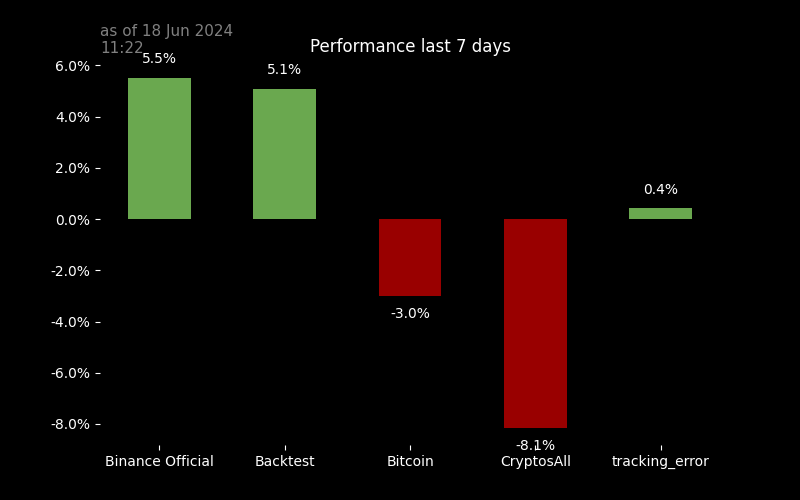 as of 18 Jun 2024
11:22
Performance last 7 days
5.5%
5.1%
-3.0%
-8.1%
0.4%
6.0%
4.0%
2.0%
0.0%
-2.0%
-4.0%
-6.0%
-8.0%
Binance Official
Backtest
Bitcoin
CryptosAll
tracking_error